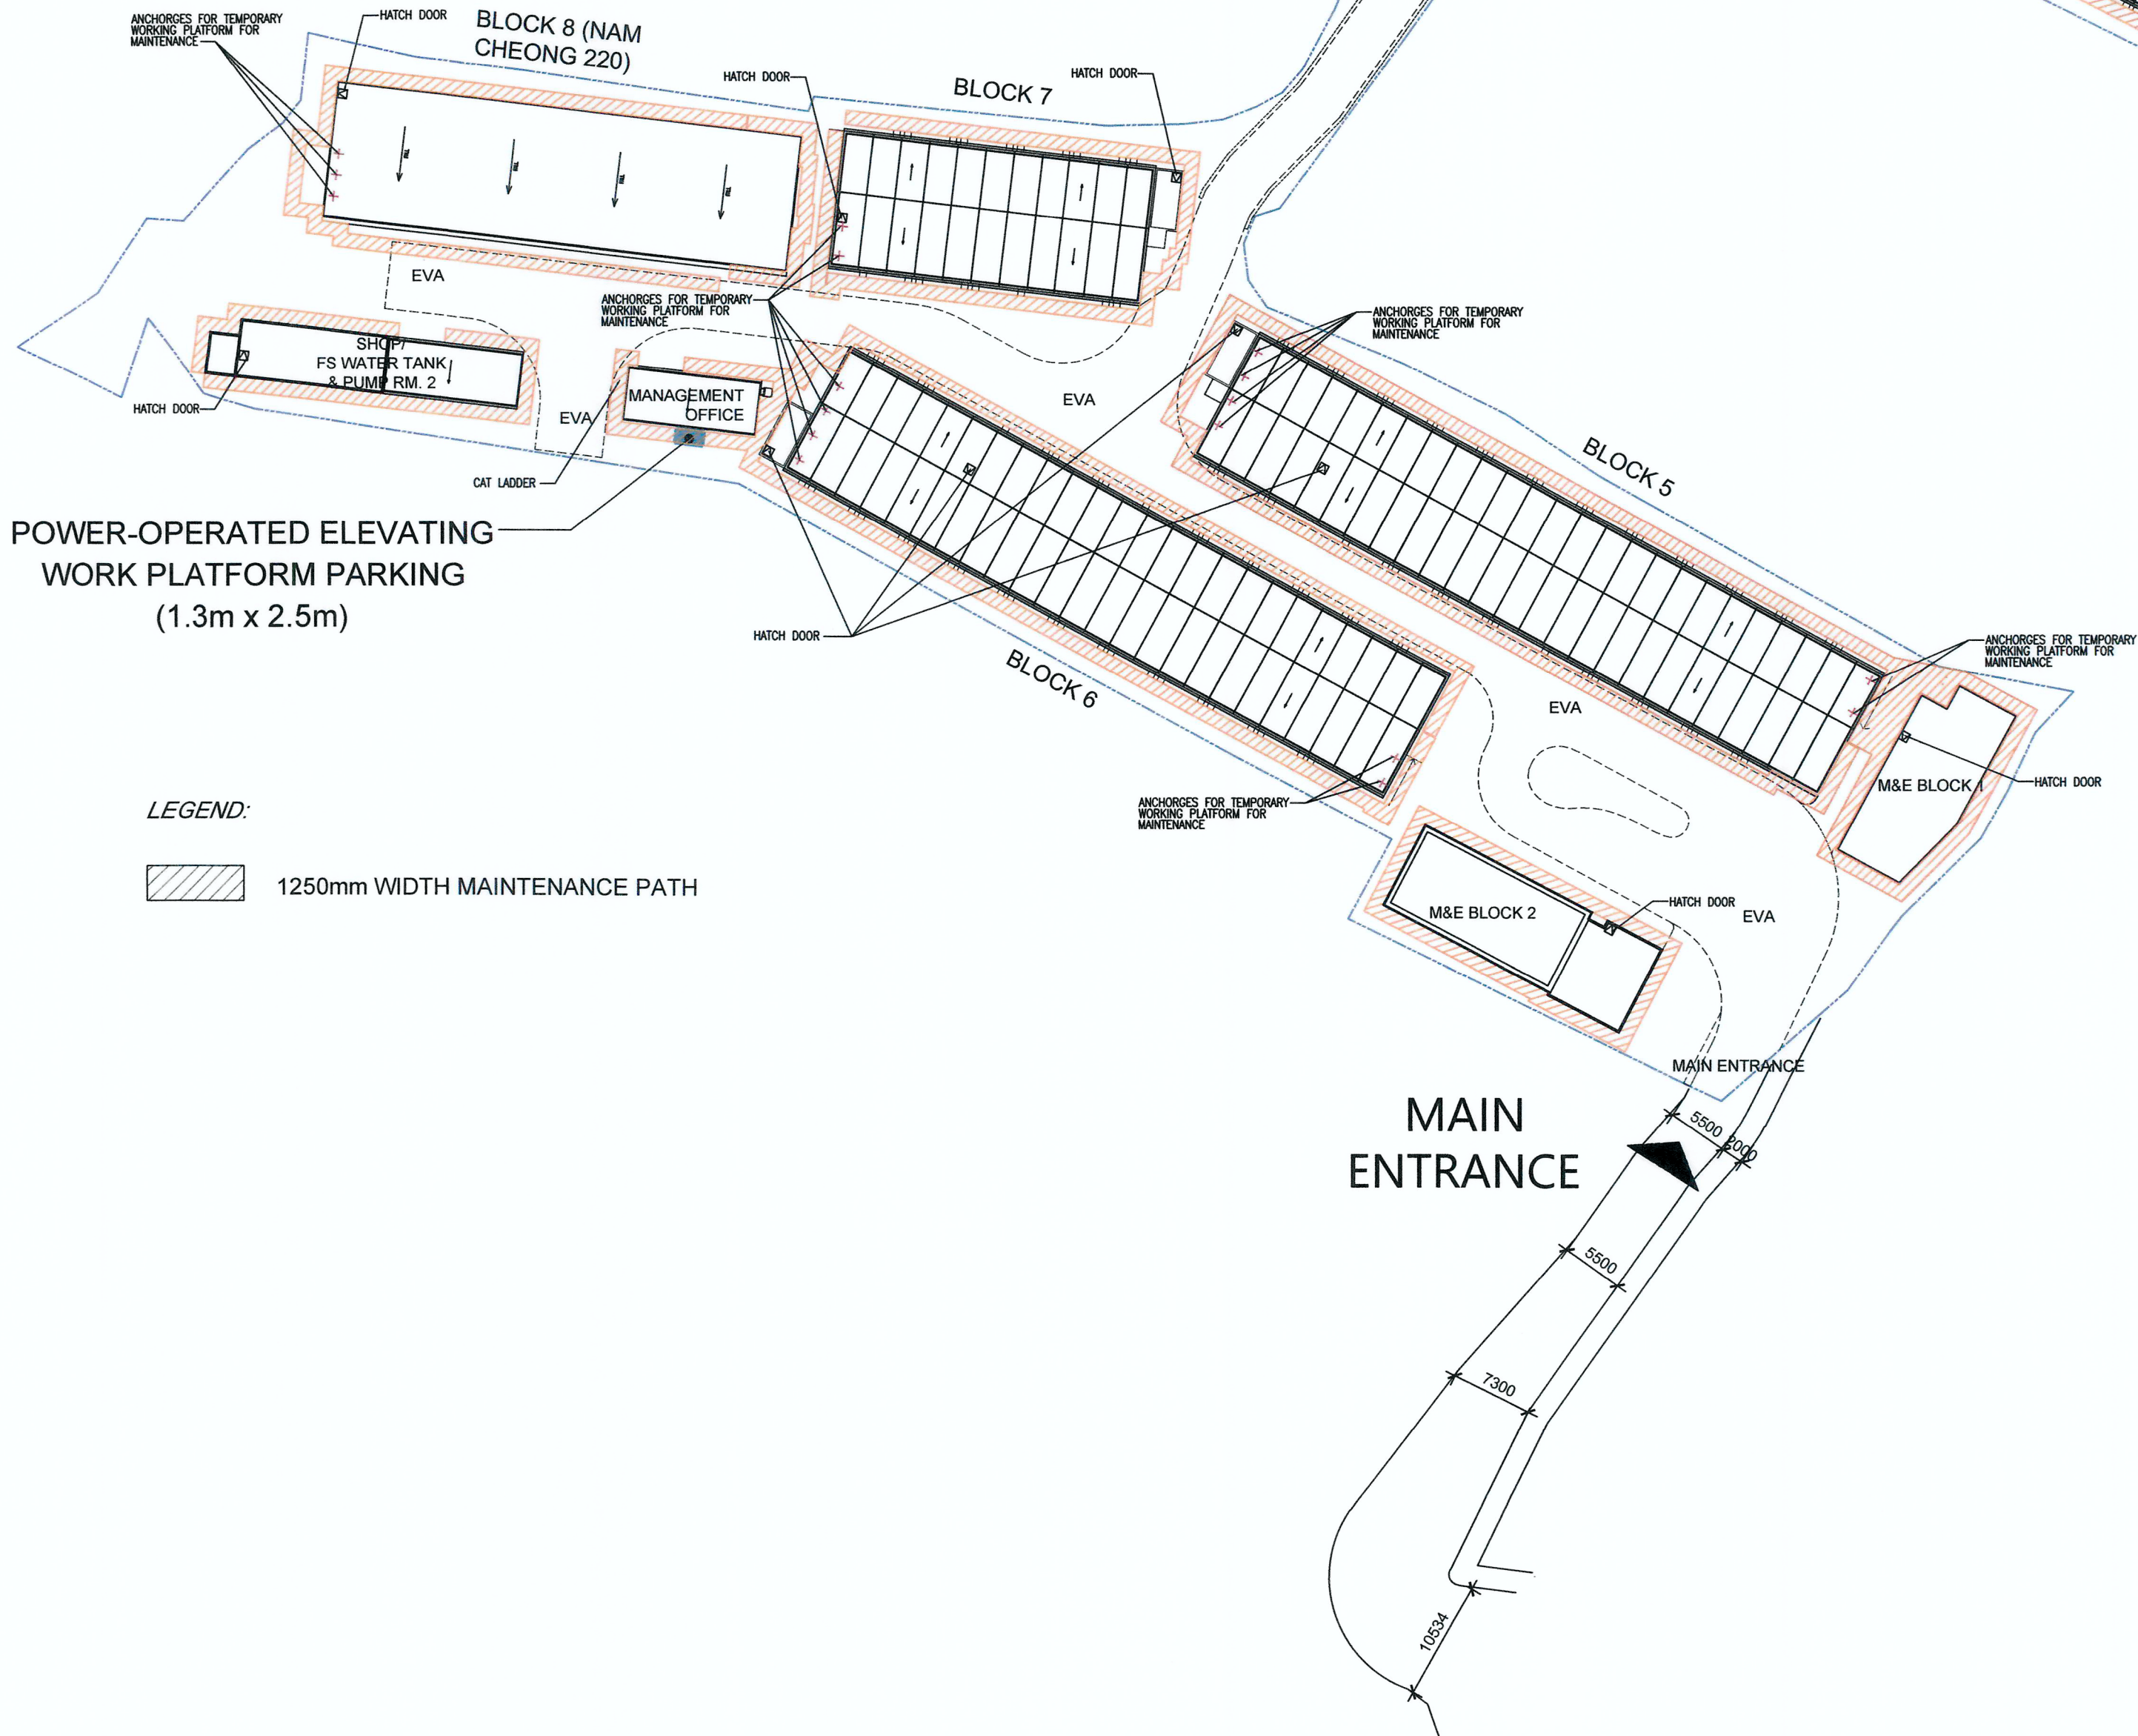 ANCHORGES FOR TEMPORARY
WORKING PLATFORM FOR
MAINTENANCE
HATCH DOOR
BLOCK 8 (NAM
CHEONG 220)
HATCH DOOR
BLOCK 7
HATCH DOOR
EVA
ANCHORGES FOR TEMPORARY
WORKING PLATFORM FOR
MAINTENANCE
ANCHORGES FOR TEMPORARY
WORKING PLATFORM FOR
MAINTENANCE
SHOP/
FS WATER TANK
& PUMP RM. 2
HATCH DOOR
MANAGEMENT
OFFICE
EVA
EVA
CAT LADDER
BLOCK 5
POWER-OPERATED ELEVATING
WORK PLATFORM PARKING
(1.3m x 2.5m)
HATCH DOOR
BLOCK 6
ANCHORGES FOR TEMPORARY
WORKING PLATFORM FOR
MAINTENANCE
EVA
M&E BLOCK 1
HATCH DOOR
ANCHORGES FOR TEMPORARY
WORKING PLATFORM FOR
MAINTENANCE
LEGEND:
1250mm WIDTH MAINTENANCE PATH
M&E BLOCK 2
HATCH DOOR
EVA
MAIN ENTRANCE
MAIN
ENTRANCE
5500
2000
5500
7300
10534